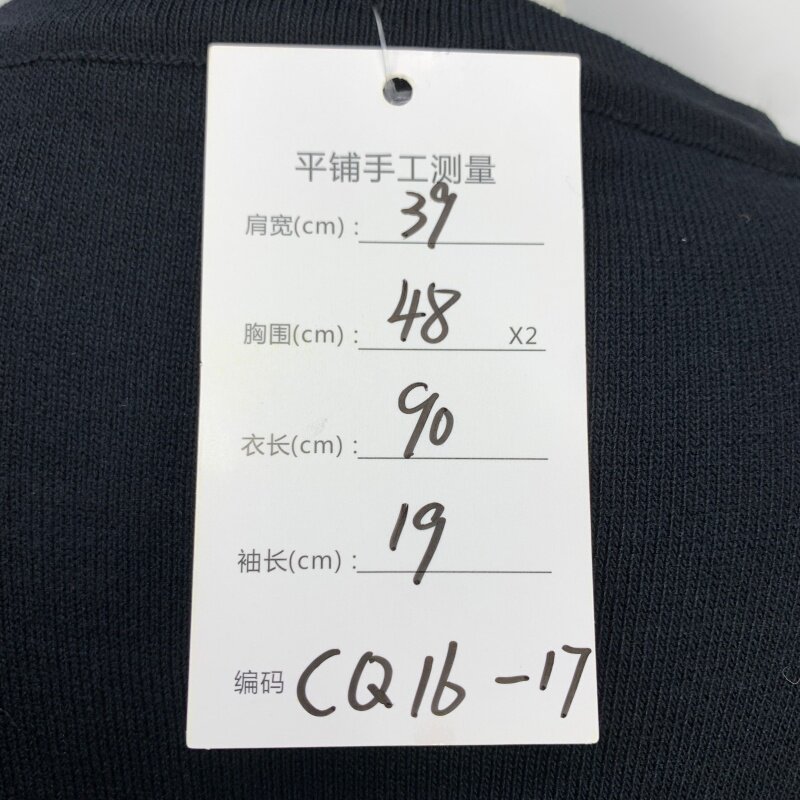 平铺手工测量
肩宽(cm)：39
胸围(cm)：48 X2
衣长(cm)：90
袖长(cm)：19
编码 CQ16-17